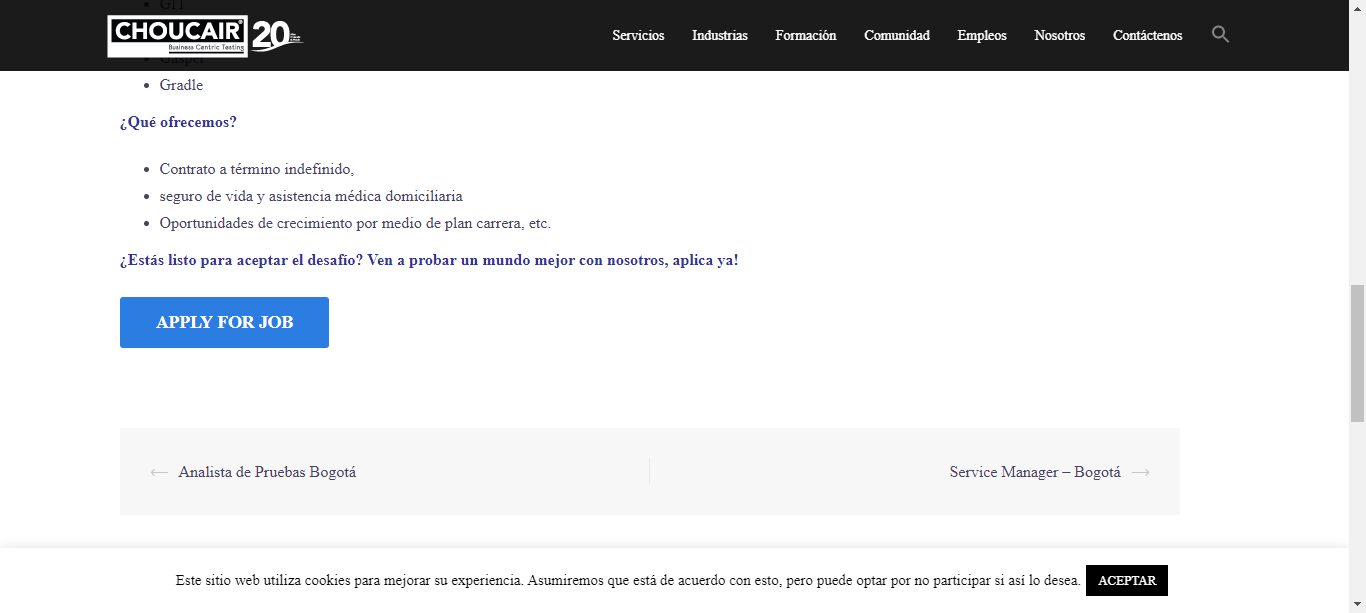 GIT
CHOUCAIR
Business Centric Testing
20
Servicios
Industrias
Formación
Comunidad
Empleos
Nosotros
Contáctenos
Gasper
Gradle
¿Qué ofrecemos?
Contrato a término indefinido,
seguro de vida y asistencia médica domiciliaria
Oportunidades de crecimiento por medio de plan carrera, etc.
¿Estás listo para aceptar el desafío? Ven a probar un mundo mejor con nosotros, aplica ya!
APPLY FOR JOB
Analista de Pruebas Bogotá
Service Manager – Bogotá
Este sitio web utiliza cookies para mejorar su experiencia. Asumiremos que está de acuerdo con esto, pero puede optar por no participar si así lo desea.
ACEPTAR